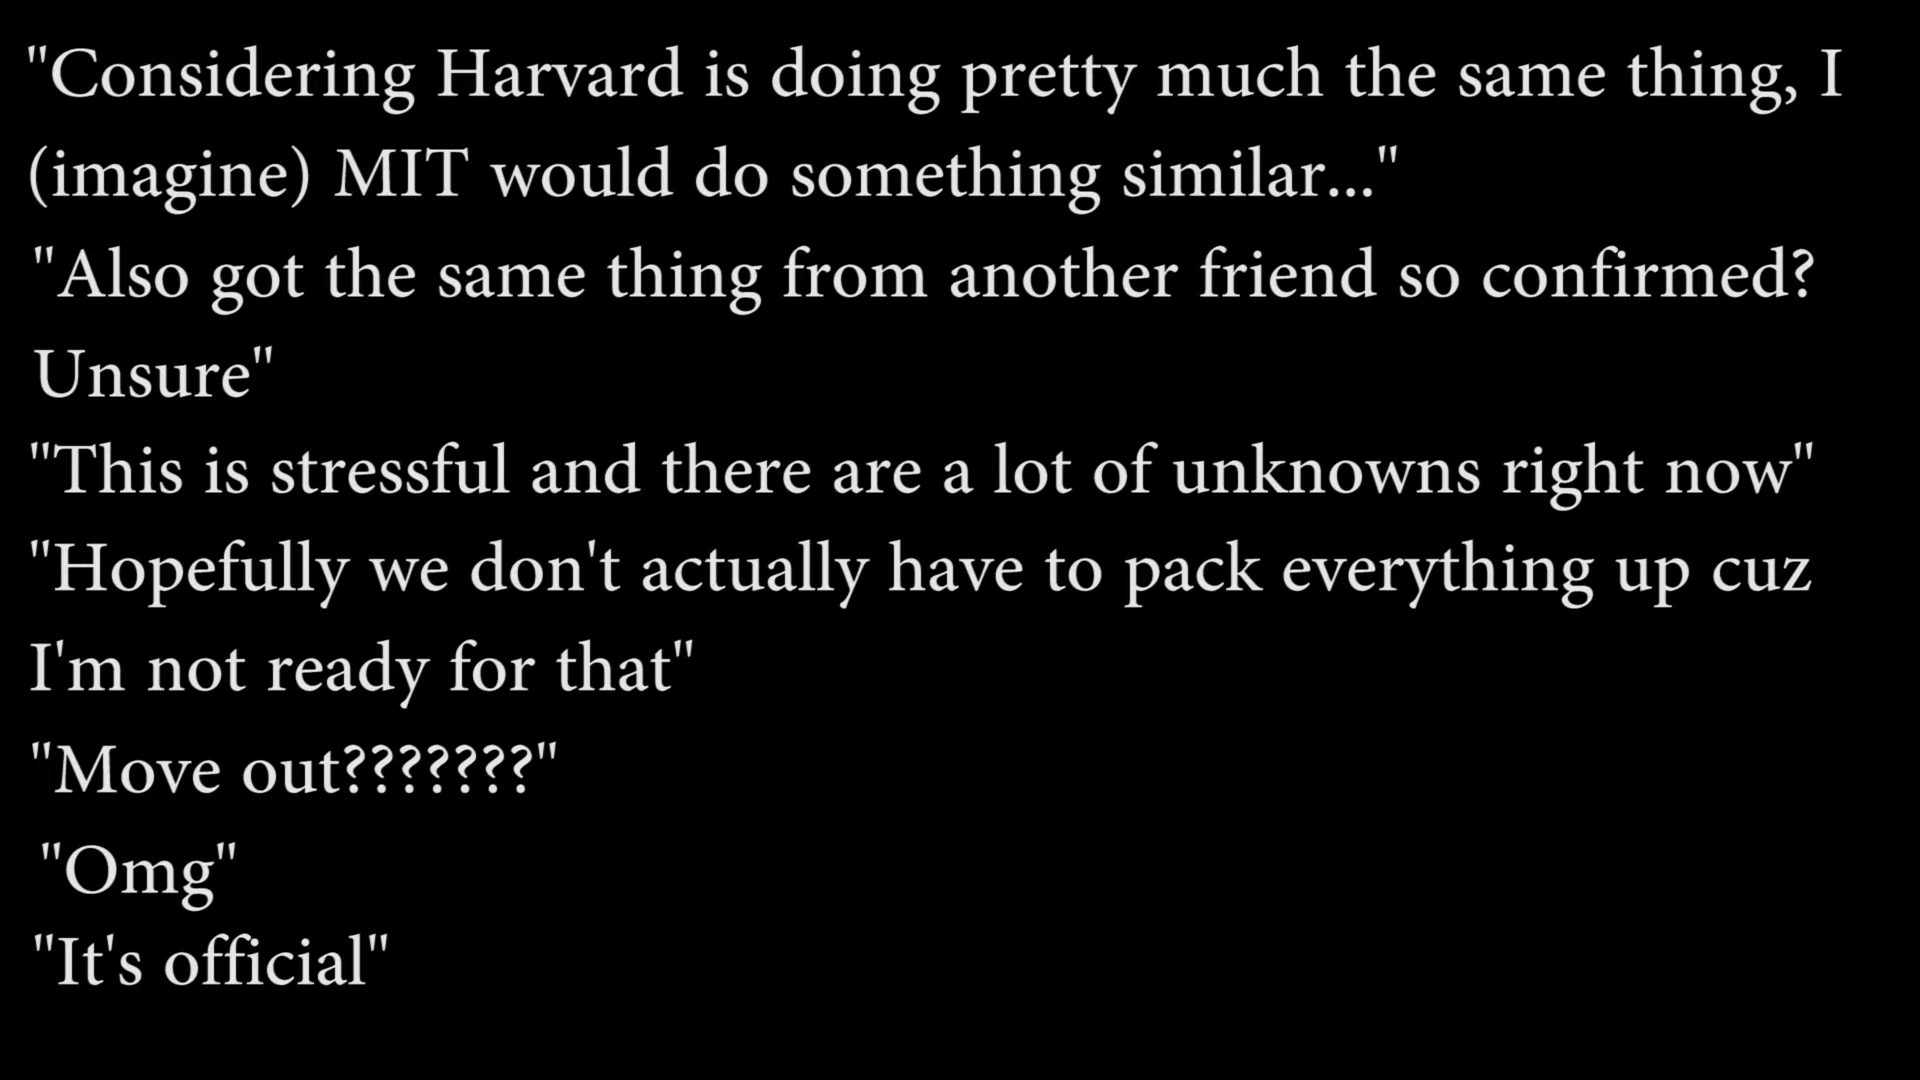 "Considering Harvard is doing pretty much the same thing, I
(imagine) MIT would do something similar..."
"Also got the same thing from another friend so confirmed?
Unsure"
"This is stressful and there are a lot of unknowns right now"
"Hopefully we don't actually have to pack everything up cuz
I'm not ready for that"
"Move out???????"
"Omg"
"It's official"